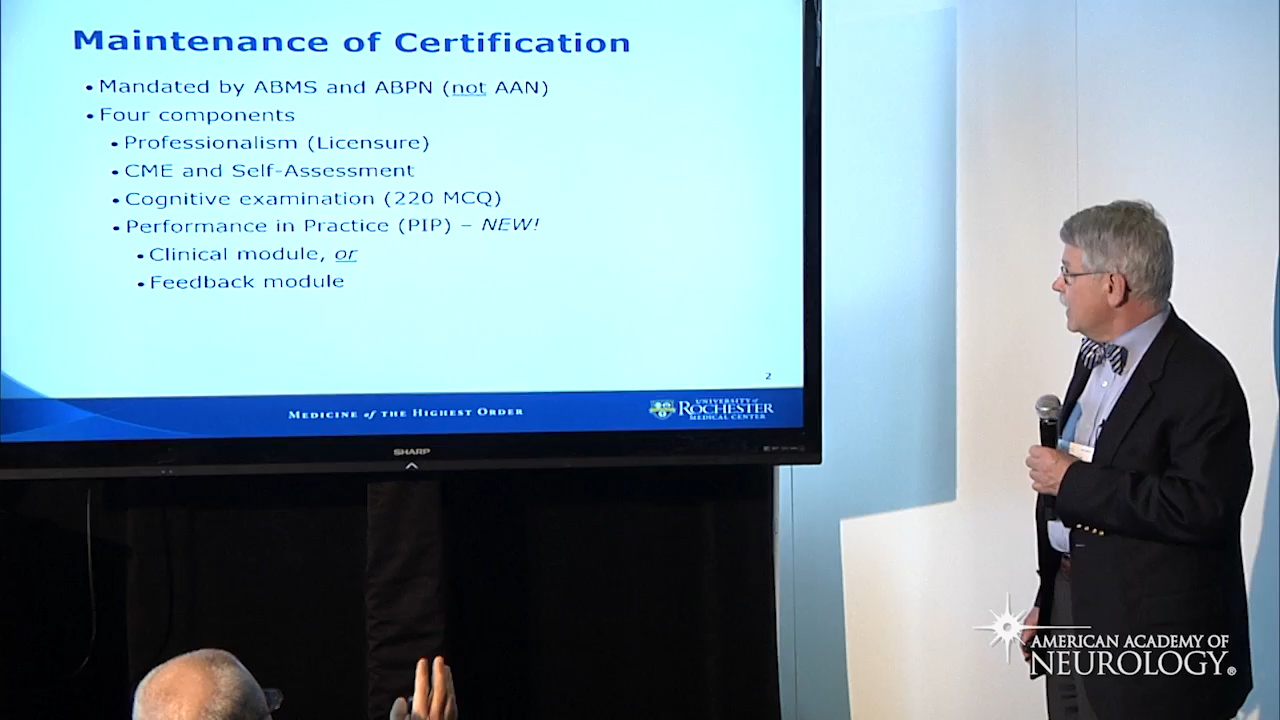 Maintenance of Certification
• Mandated by ABMS and ABPN (not AAN)
• Four components
• Professionalism (Licensure)
• CME and Self-Assessment
• Cognitive examination (220 MCQ)
• Performance in Practice (PIP) – NEW!
• Clinical module, or
• Feedback module
2
MEDICINE of THE HIGHEST ORDER
UNIVERSITY of
ROCHESTER
MEDICAL CENTER
SHARP
AMERICAN ACADEMY OF
NEUROLOGY®